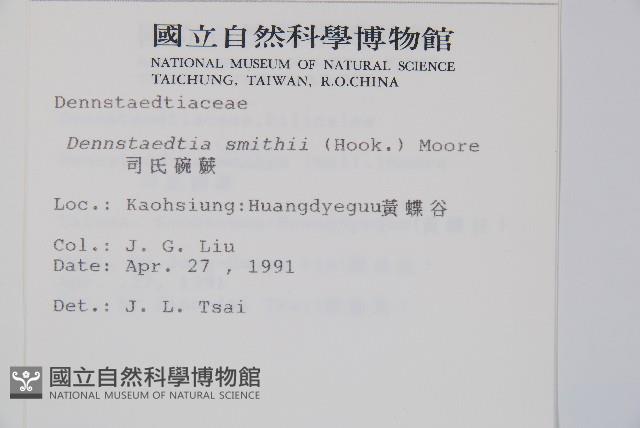 國立自然科學博物館
NATIONAL MUSEUM OF NATURAL SCIENCE
TAICHUNG, TAIWAN, R.O.CHINA
Dennstaedtiaceae
Dennstaedtia smithii (Hook.) Moore
司氏碗蕨
Loc.: Kaohsiung:Huangdyeguu黃蝶谷
Col.: J. G. Liu
Date: Apr. 27 , 1991
Det.: J. L. Tsai
國立自然科學博物館
NATIONAL MUSEUM OF NATURAL SCIENCE